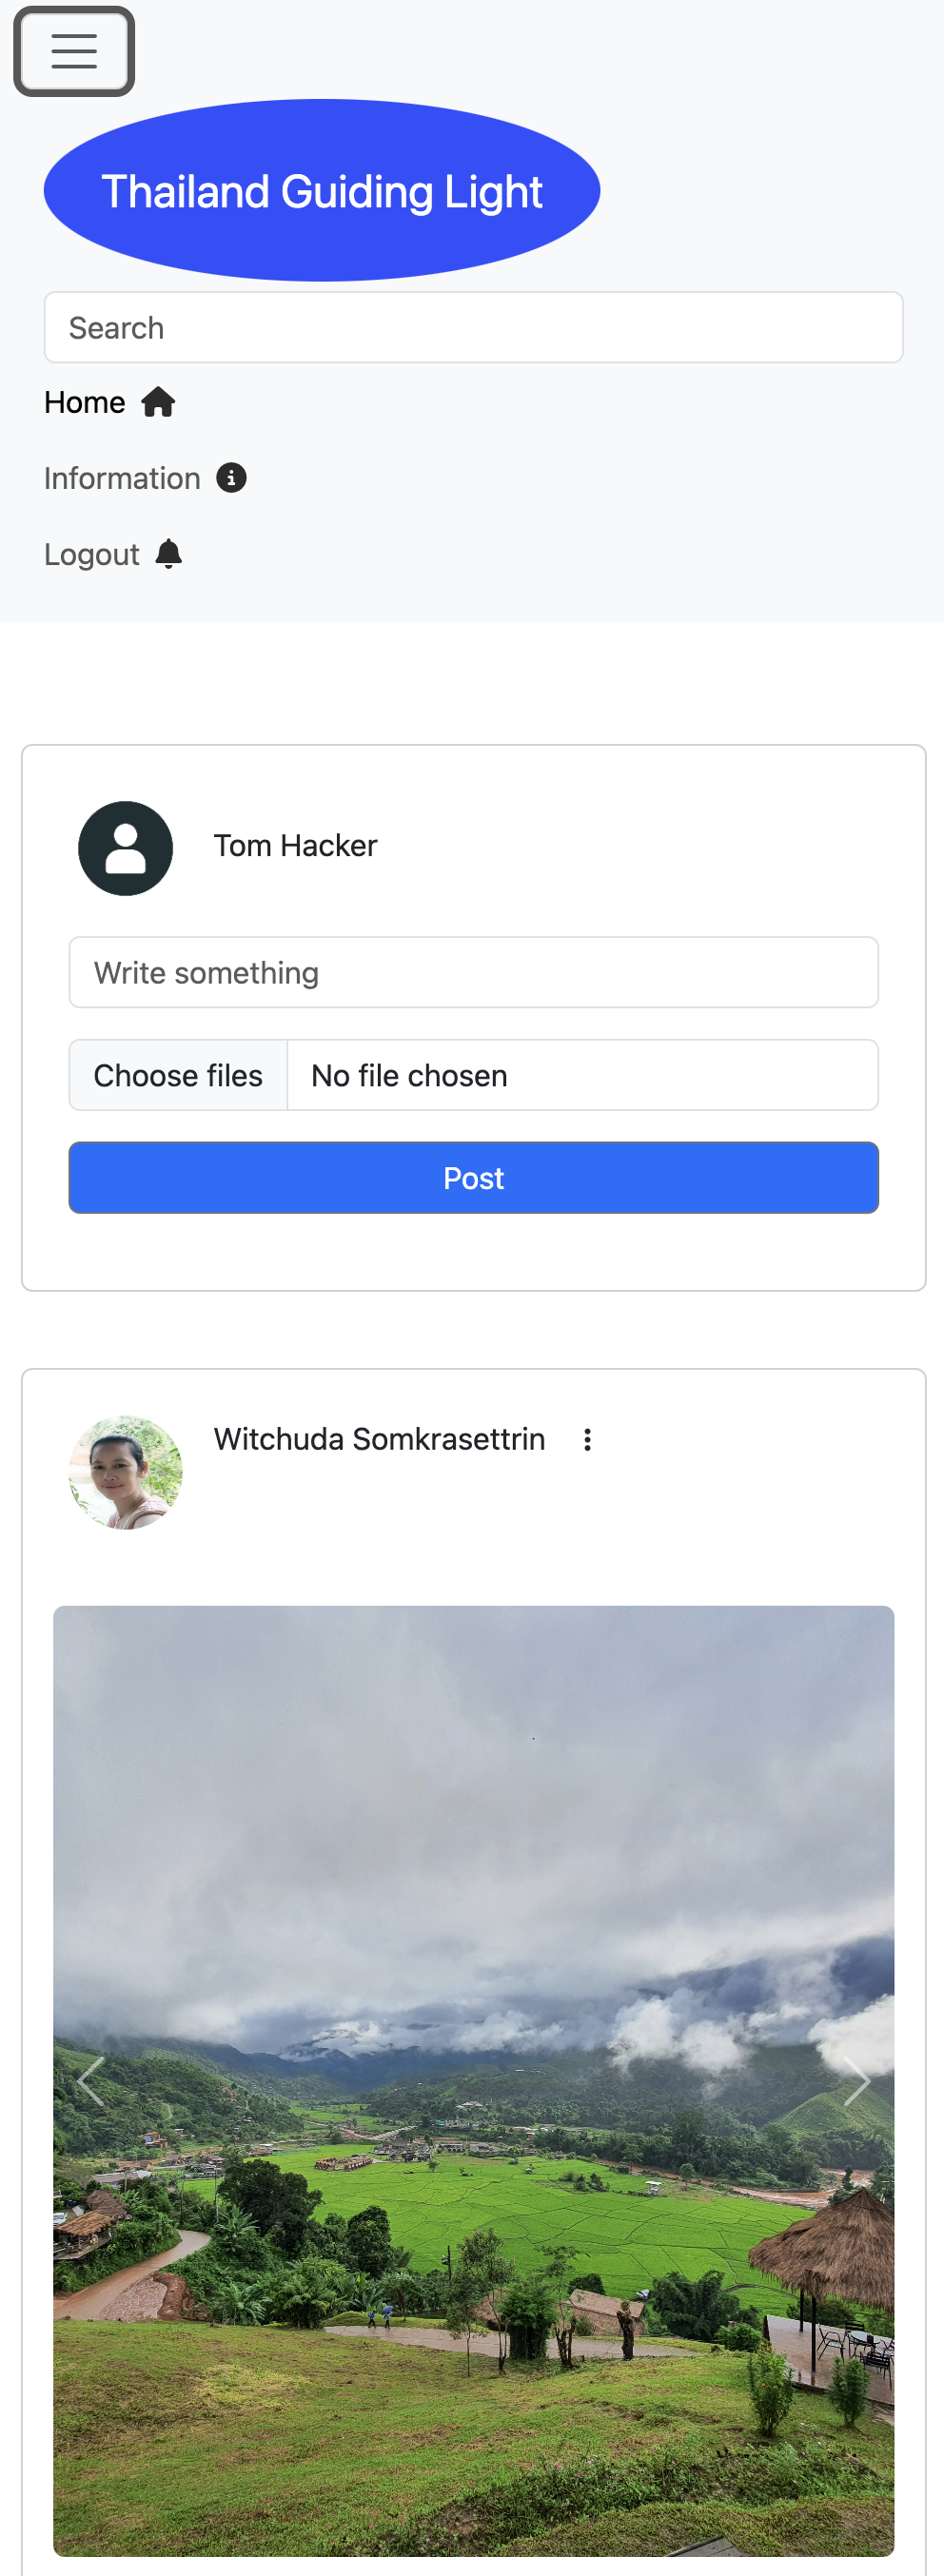 Thailand Guiding Light
Search
Home
Information
Logout
Tom Hacker
Write something
Choose files No file chosen
Post
Witchuda Somkrasettrin